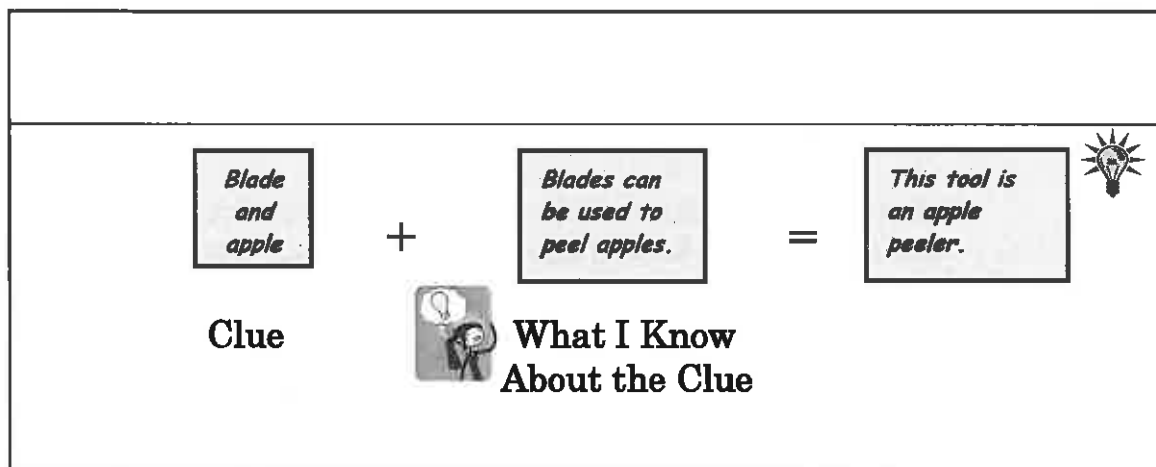 Blade
and
apple
+
Blades can
be used to
peel apples.
=
This tool is
an apple
peeler.
Clue
What I Know
About the Clue